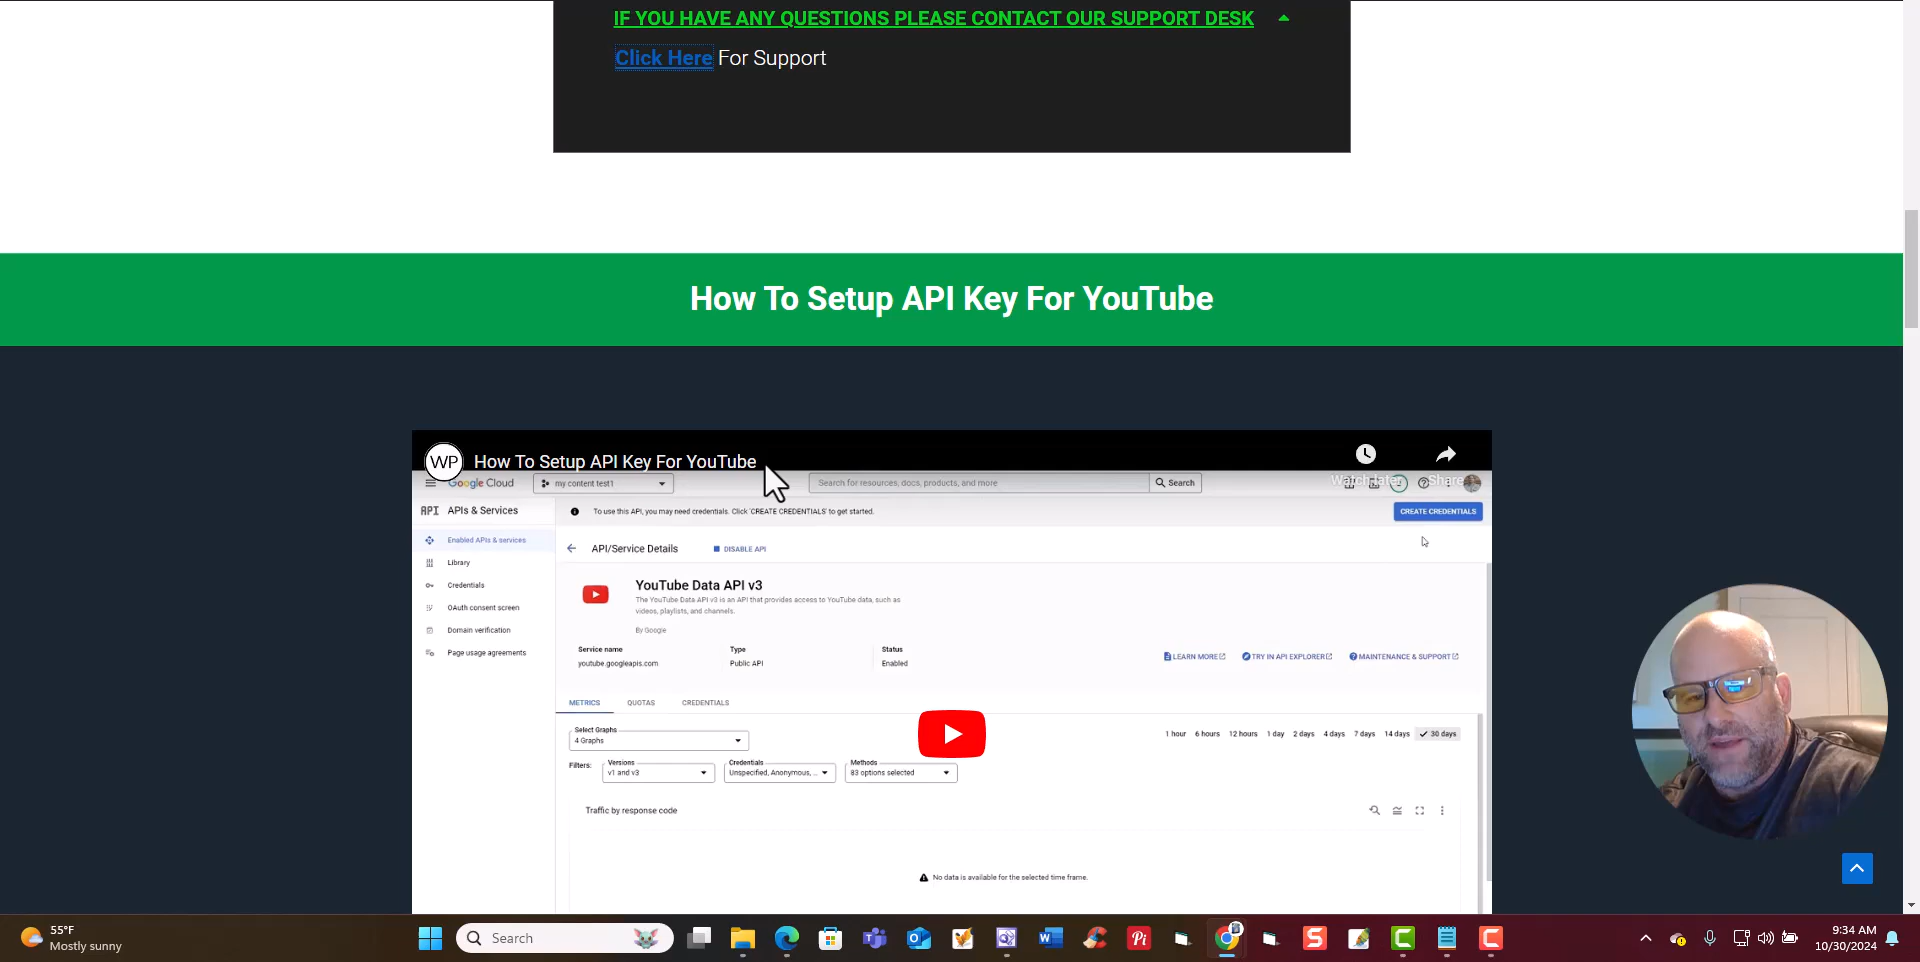 IF YOU HAVE ANY QUESTIONS PLEASE CONTACT OUR SUPPORT DESK
Click Here For Support
How To Setup API Key For YouTube
WP How To Setup API Key For YouTube
Watch later Share
Google Cloud my content test1 Search for resources, docs, products, and more Search
API APIs & Services
To use this API, you may need credentials. Click 'CREATE CREDENTIALS' to get started. CREATE CREDENTIALS
Enabled APIs & services
Library
Credentials
OAuth consent screen
Domain verification
Page usage agreements
API/Service Details DISABLE API
YouTube Data API v3
The YouTube Data API v3 is an API that provides access to YouTube data, such as
videos, playlists, and channels.
By Google
Service name Type Status
youtube.googleapis.com Public API Enabled
LEARN MORE TRY IN API EXPLORER MAINTENANCE & SUPPORT
METRICS QUOTAS CREDENTIALS
Select Graphs
4 Graphs
1 hour 6 hours 12 hours 1 day 2 days 4 days 7 days 14 days 30 days
Filters:
Versions
v1 and v3
Credentials
Unspecified, Anonymous, ...
Methods
83 options selected
Traffic by response code
No data is available for the selected time frame.
55°F
Mostly sunny
Search
9:34 AM
10/30/2024